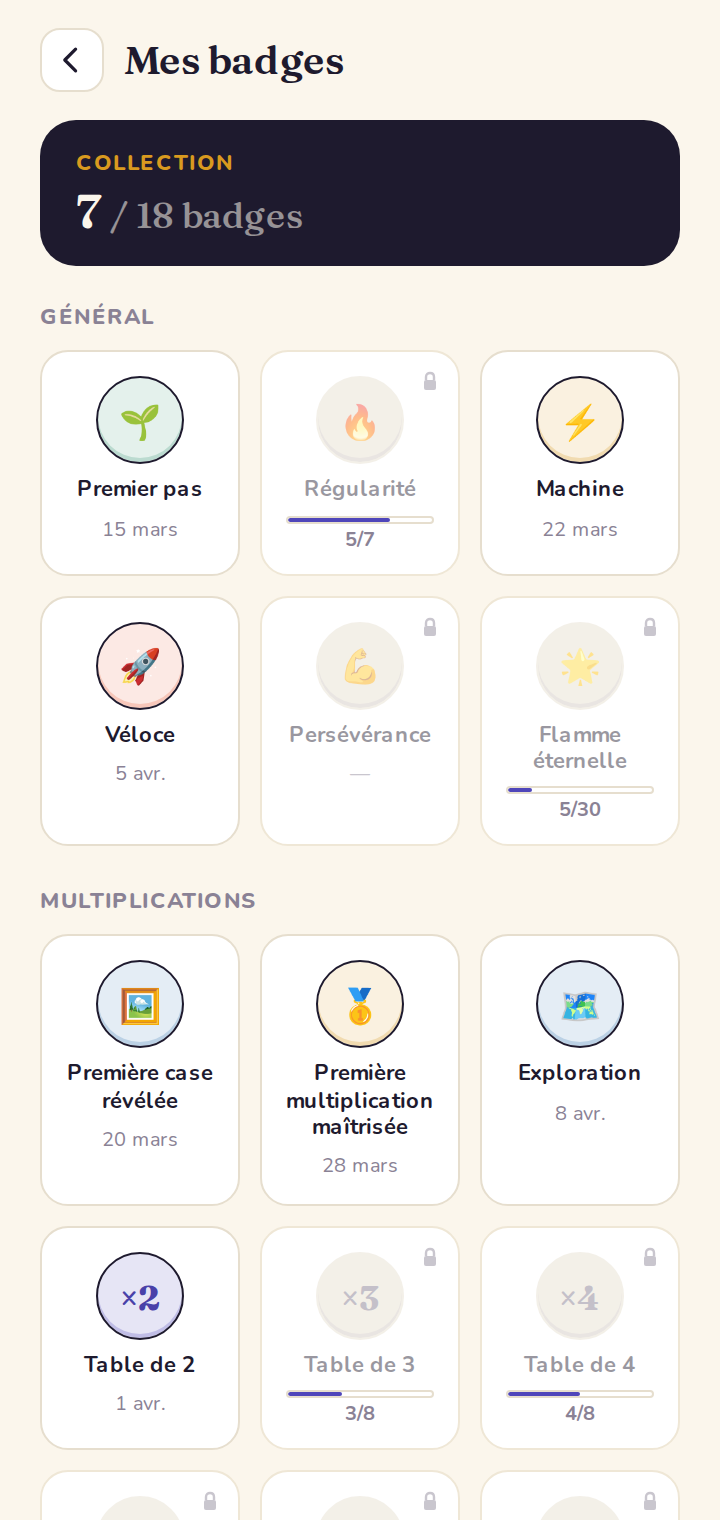 Mes badges
COLLECTION
7 / 18 badges
GÉNÉRAL
Premier pas
15 mars
Régularité
5/7
Machine
22 mars
Véloce
5 avr.
Persévérance
—
Flamme
éternelle
5/30
MULTIPLICATIONS
Première case
révélée
20 mars
Première
multiplication
maîtrisée
28 mars
Exploration
8 avr.
×2
Table de 2
1 avr.
×3
Table de 3
3/8
×4
Table de 4
4/8